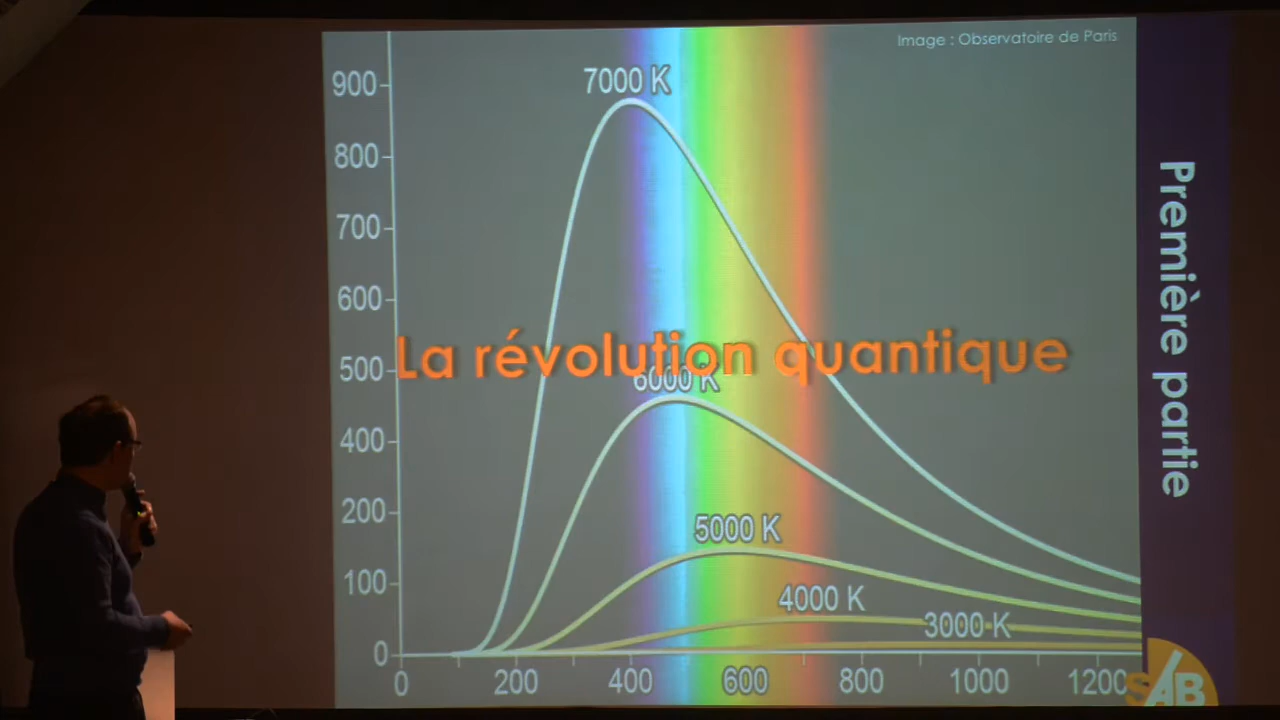 Image : Observatoire de Paris
900
7000 K
800
700
600
La révolution quantique
500
6000 K
400
200
5000 K
100
4000 K
3000 K
0
0 200 400 600 800 1000 1200
Première partie
SAB